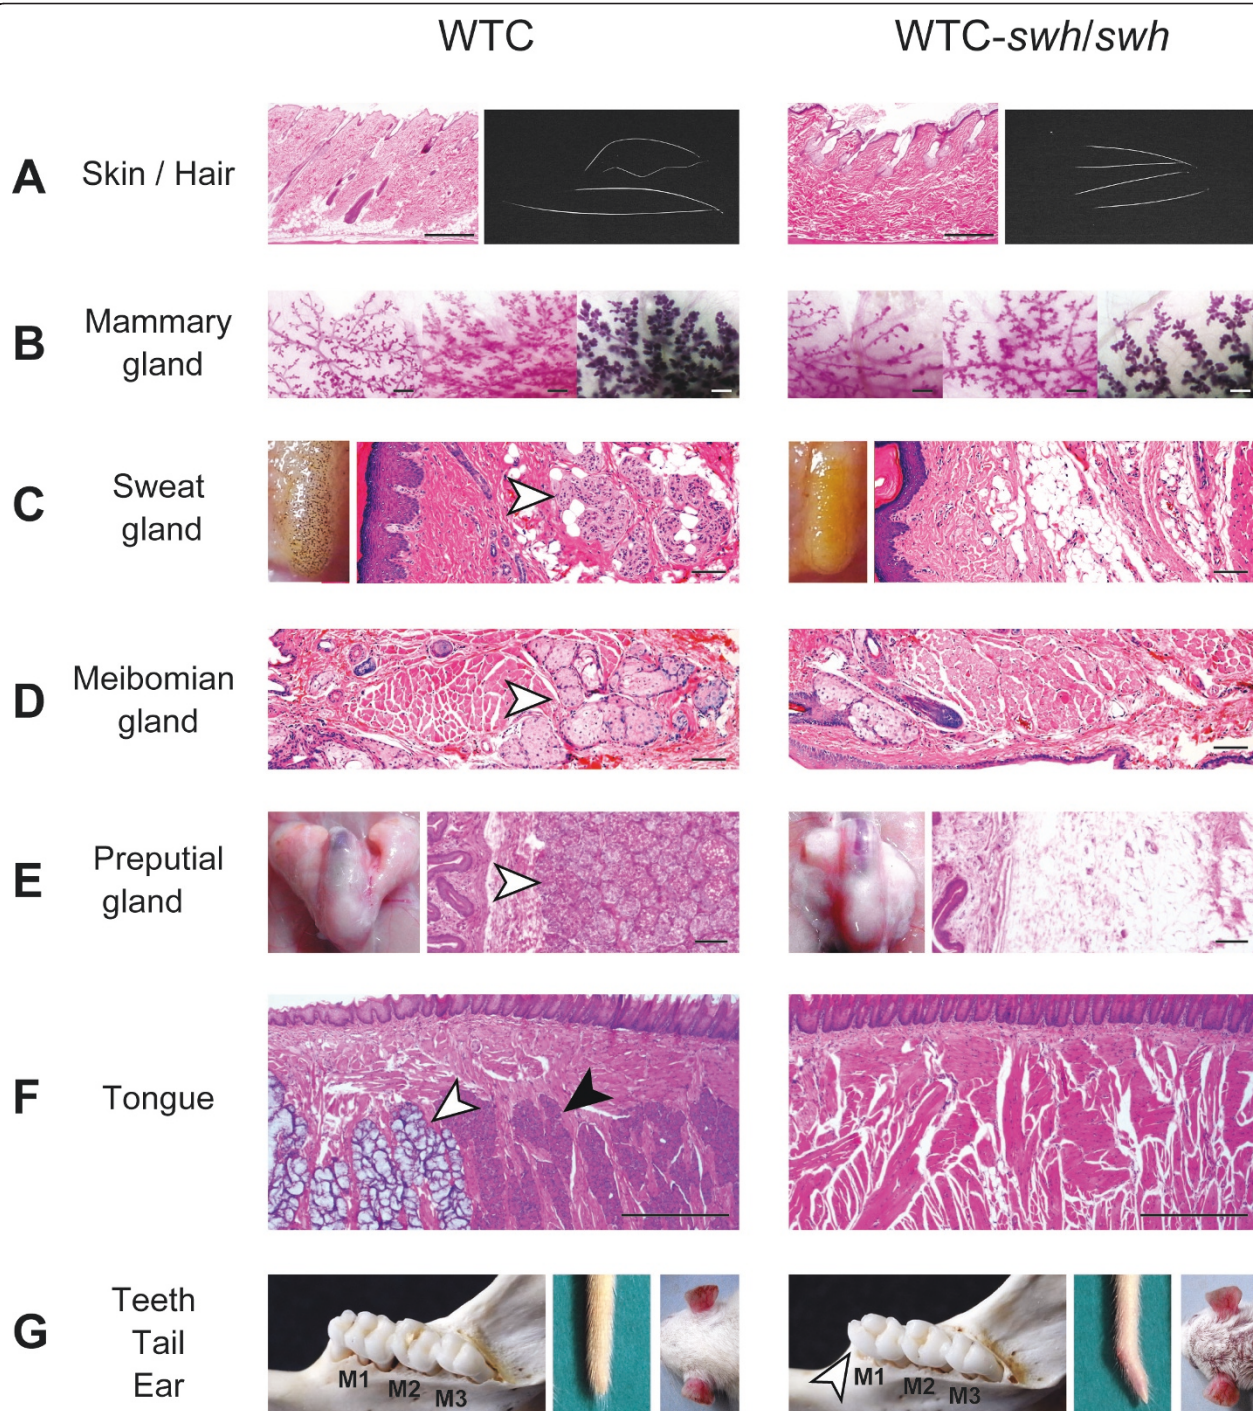 WTC WTC-swh/swh
A Skin / Hair
B Mammary
gland
C Sweat
gland
D Meibomian
gland
E Preputial
gland
F Tongue
G Teeth
Tail
Ear
M1 M2 M3 M1 M2 M3